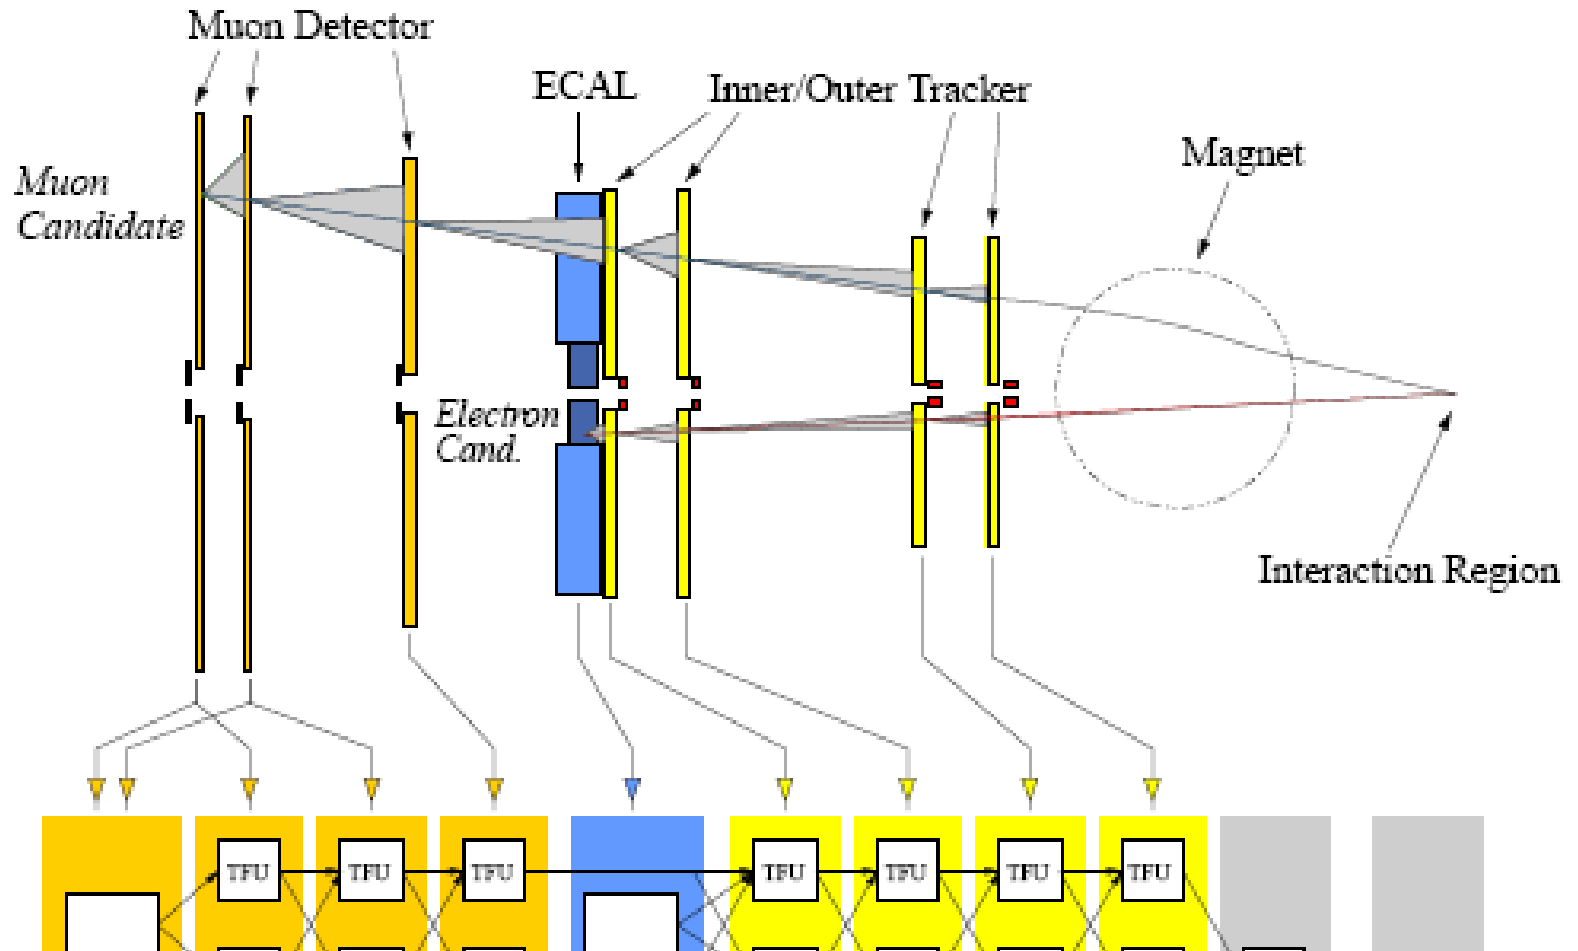 Muon Detector
ECAL
Inner/Outer Tracker
Magnet
Muon
Candidate
Electron
Cand.
Interaction Region
TFU
TFU
TFU
TFU
TFU
TFU
TFU